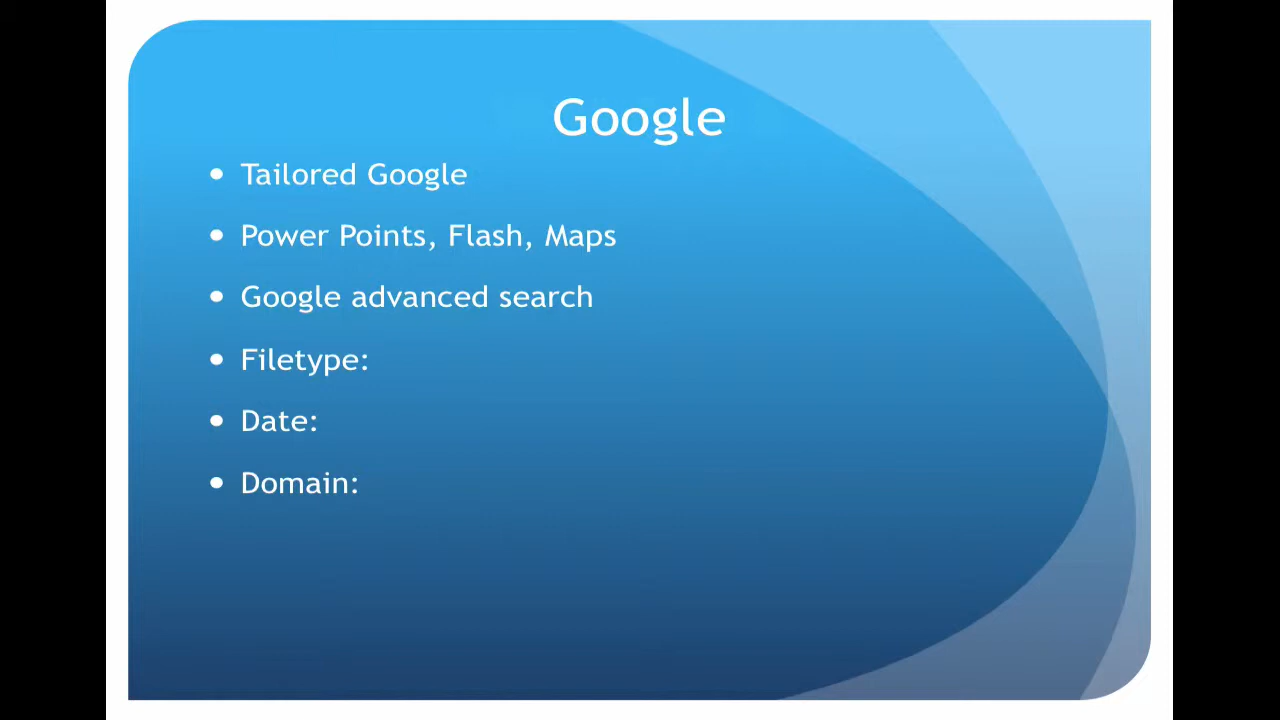 Google
• Tailored Google
• Power Points, Flash, Maps
• Google advanced search
• Filetype:
• Date:
• Domain: